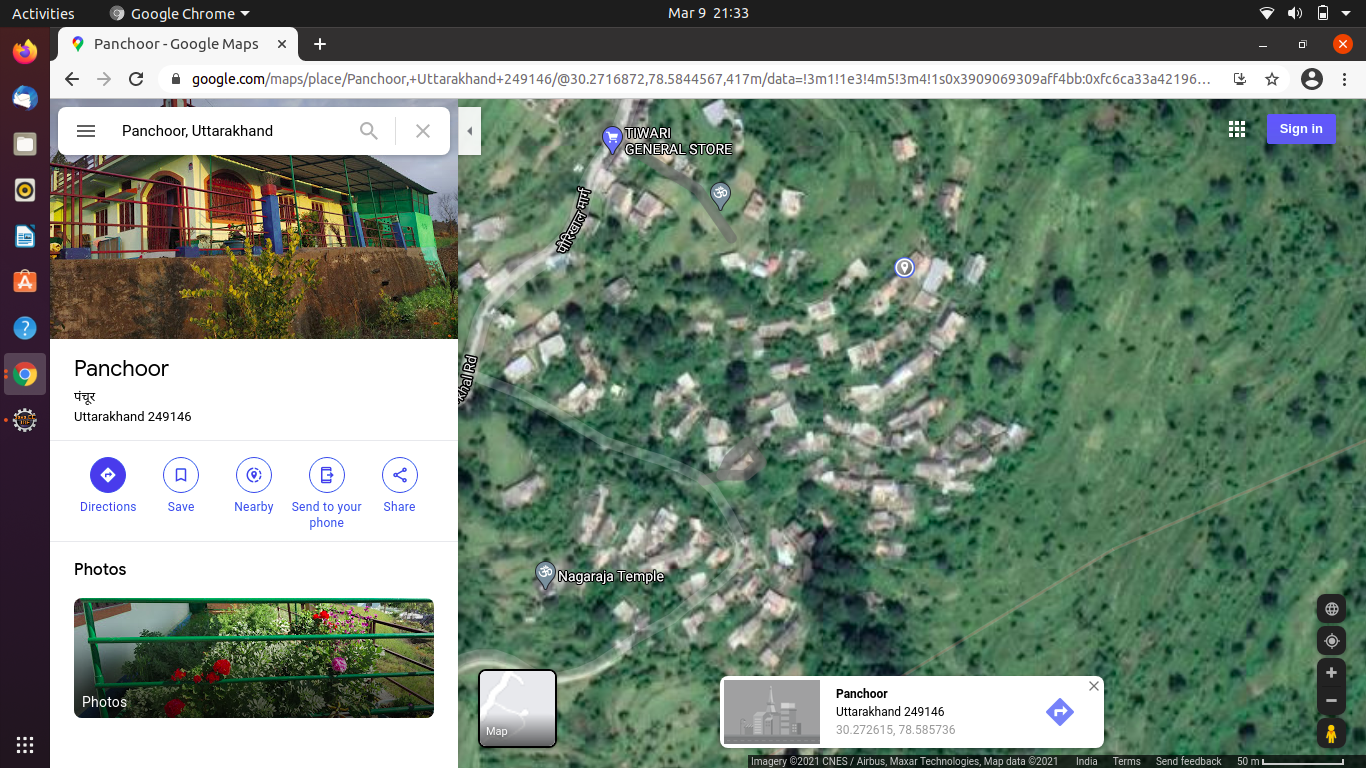 Activities
Google Chrome
Mar 9 21:33
Panchoor - Google Maps
google.com/maps/place/Panchoor,+Uttarakhand+249146/@30.2716872,78.5844567,417m/data=!3m1!1e3!4m5!3m4!1s0x3909069309aff4bb:0xfc6ca33a42196...
Panchoor, Uttarakhand
Sign in
TIWARI
GENERAL STORE
पौरिखाल मार्ग
khal Rd
Panchoor
पंचूर
Uttarakhand 249146
Directions
Save
Nearby
Send to your
phone
Share
Photos
Photos
Nagaraja Temple
Map
Panchoor
Uttarakhand 249146
30.272615, 78.585736
Imagery ©2021 CNES / Airbus, Maxar Technologies, Map data ©2021 India Terms Send feedback 50 m